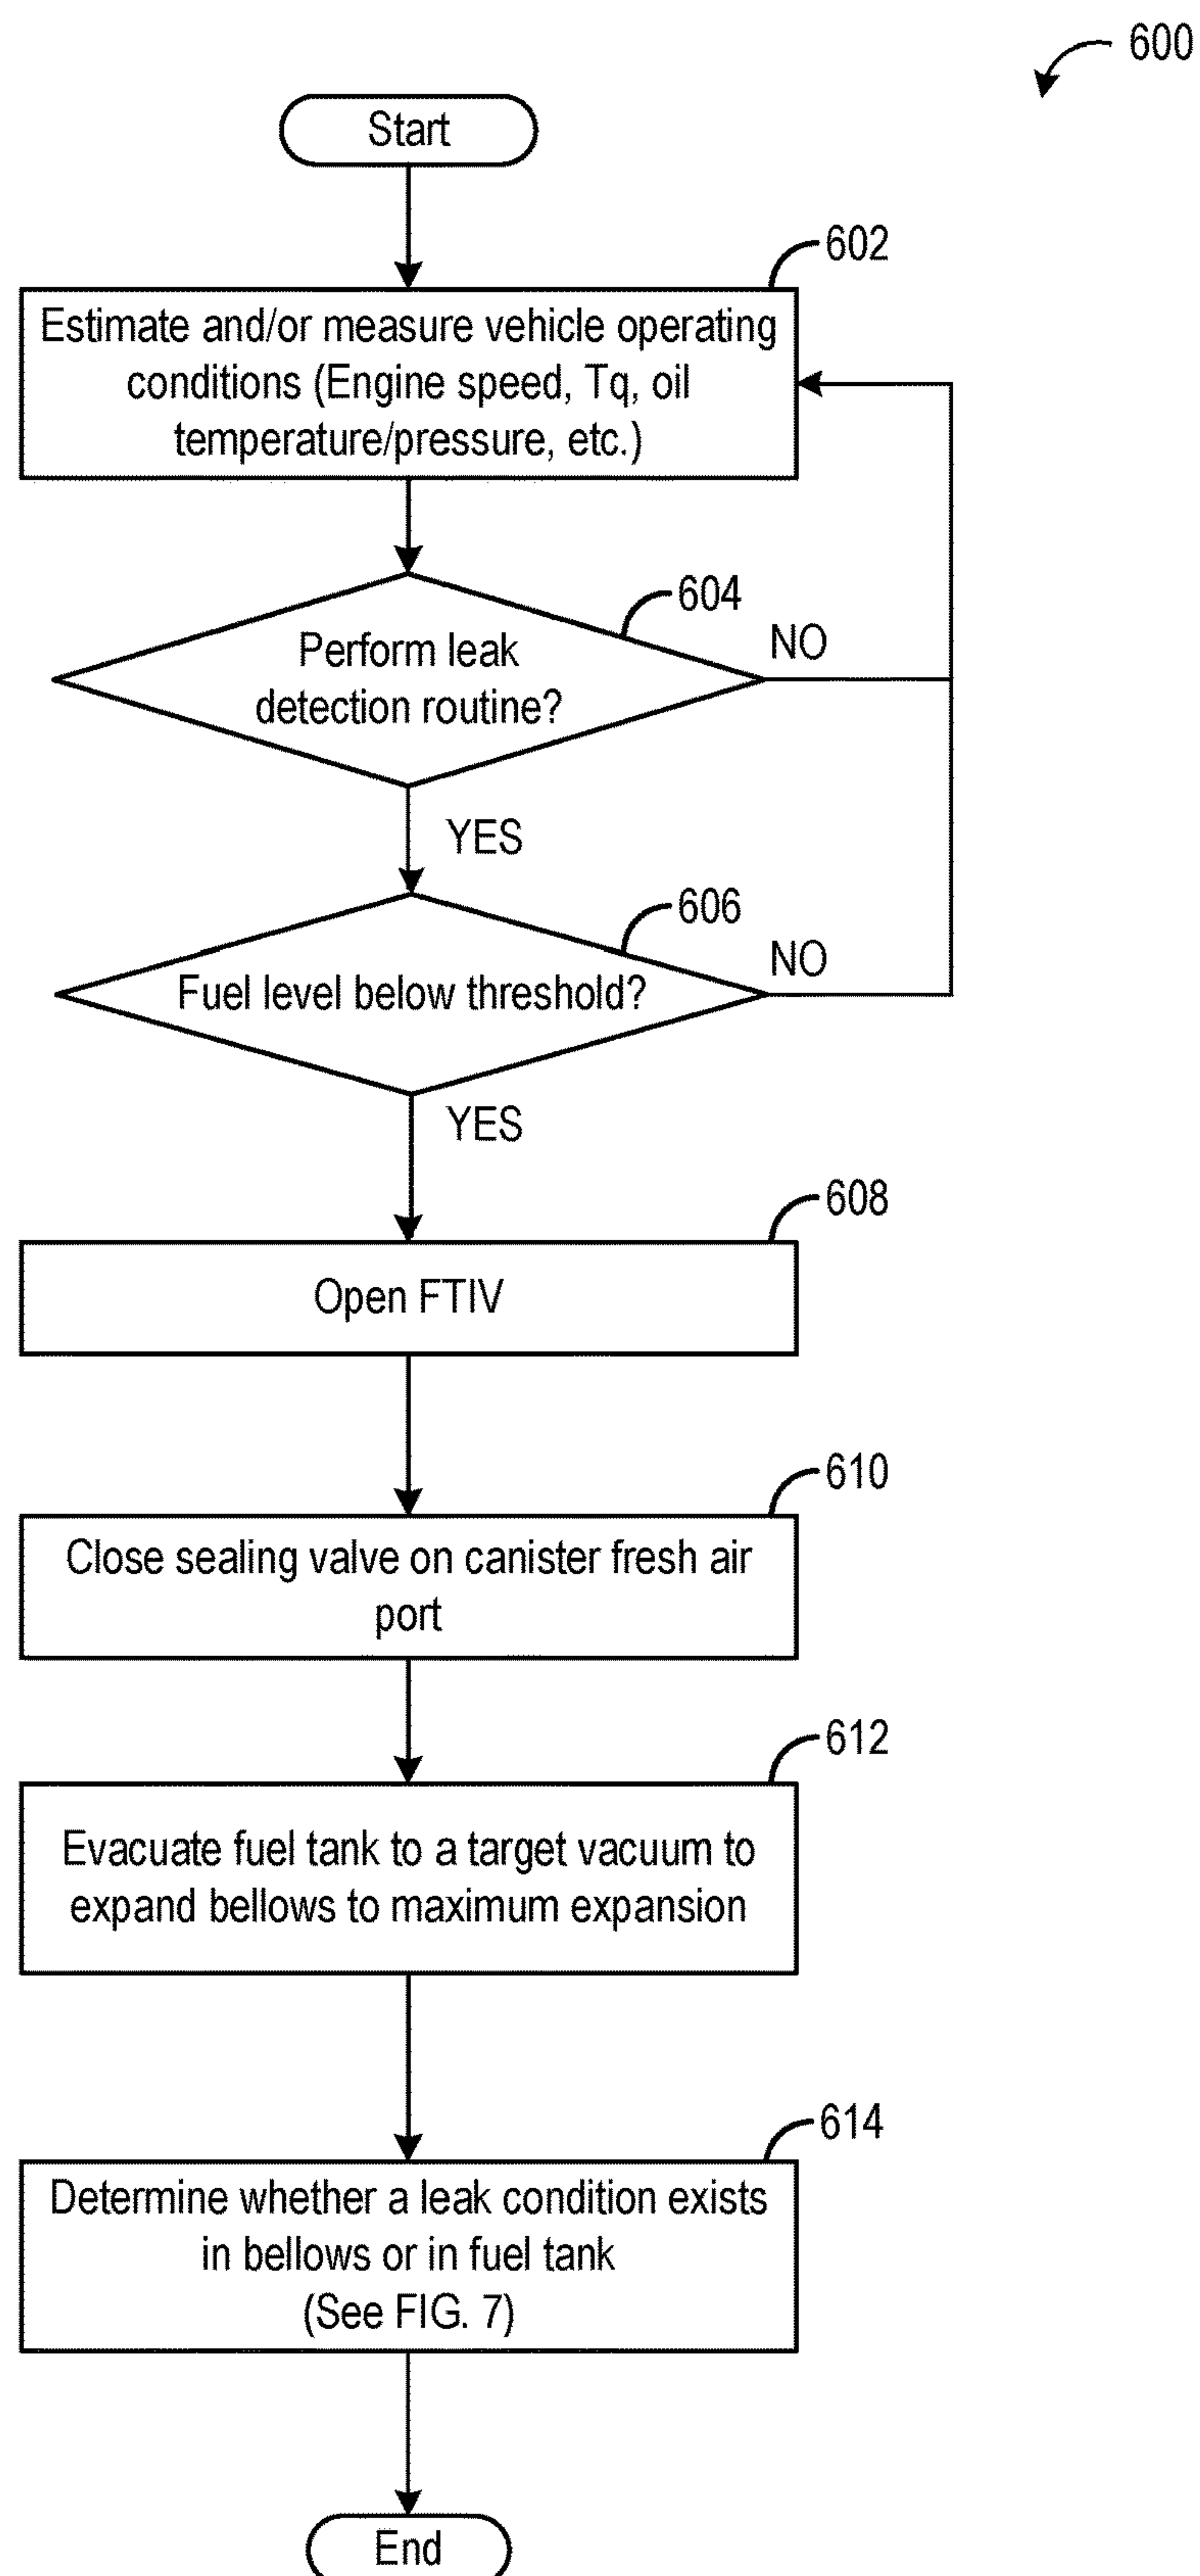 600
Start
602
Estimate and/or measure vehicle operating
conditions (Engine speed, Tq, oil
temperature/pressure, etc.)
604
Perform leak
detection routine?
NO
YES
606
Fuel level below threshold?
NO
YES
608
Open FTIV
610
Close sealing valve on canister fresh air
port
612
Evacuate fuel tank to a target vacuum to
expand bellows to maximum expansion
614
Determine whether a leak condition exists
in bellows or in fuel tank
(See FIG. 7)
End